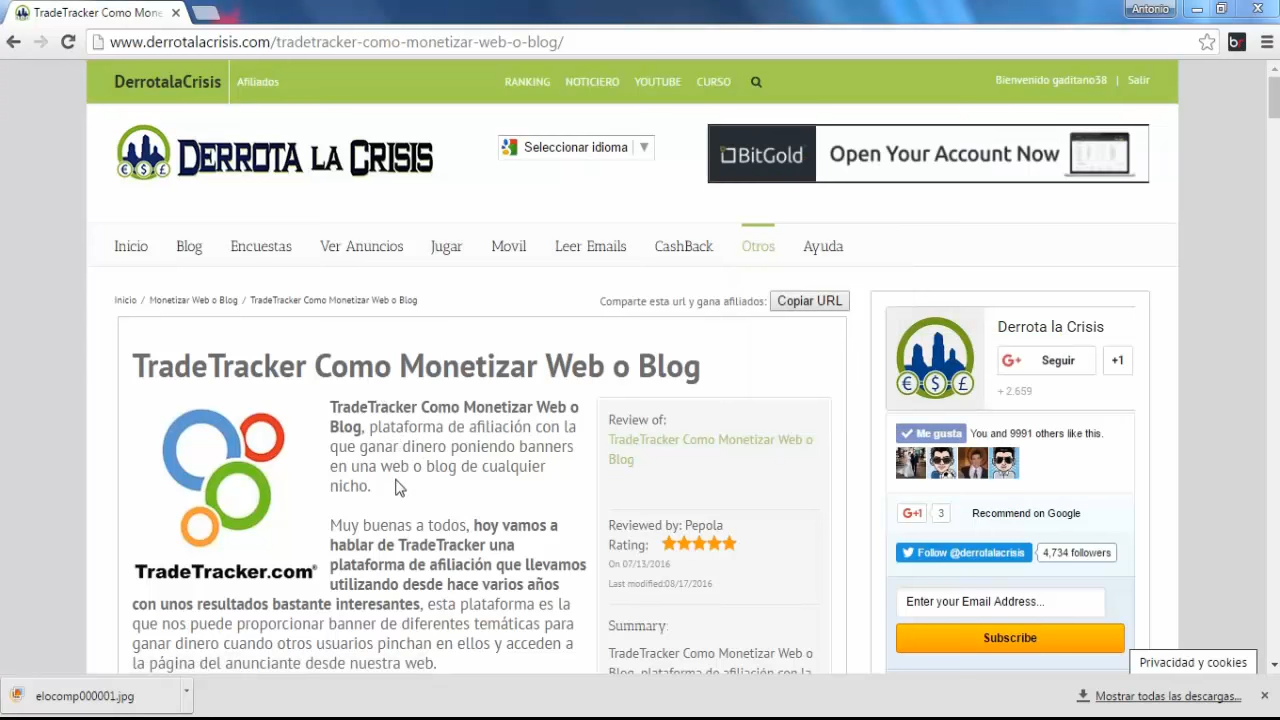 TradeTracker Como Mone
Antonio
www.derrotalacrisis.com/tradetracker-como-monetizar-web-o-blog/
br
DerrotalaCrisis
Afiliados
RANKING NOTICIERO YOUTUBE CURSO
Bienvenido gaditano38 | Salir
DERROTA LA CRISIS
€ $ £
Seleccionar idioma
BitGold
Open Your Account Now
Inicio Blog Encuestas Ver Anuncios Jugar Movil Leer Emails CashBack Otros Ayuda
Inicio / Monetizar Web o Blog / TradeTracker Como Monetizar Web o Blog
Comparte esta url y gana afiliados: Copiar URL
TradeTracker Como Monetizar Web o Blog
TradeTracker.com®
TradeTracker Como Monetizar Web o
Blog, plataforma de afiliación con la
que ganar dinero poniendo banners
en una web o blog de cualquier
nicho.
Muy buenas a todos, hoy vamos a
hablar de TradeTracker una
plataforma de afiliación que llevamos
utilizando desde hace varios años
con unos resultados bastante interesantes, esta plataforma es la
que nos puede proporcionar banner de diferentes temáticas para
ganar dinero cuando otros usuarios pinchan en ellos y acceden a
la página del anunciante desde nuestra web.
Review of:
TradeTracker Como Monetizar Web o
Blog
Reviewed by: Pepola
Rating:
On 07/13/2016
Last modified:08/17/2016
Summary:
TradeTracker Como Monetizar Web o
Blog, plataforma de afiliación con la
€ $ £
Derrota la Crisis
G+ Seguir +1
+ 2.659
Me gusta You and 9991 others like this.
G+1 3 Recommend on Google
Follow @derrotalacrisis 4,734 followers
Enter your Email Address...
Subscribe
Privacidad y cookies
elocomp000001.jpg
Mostrar todas las descargas...